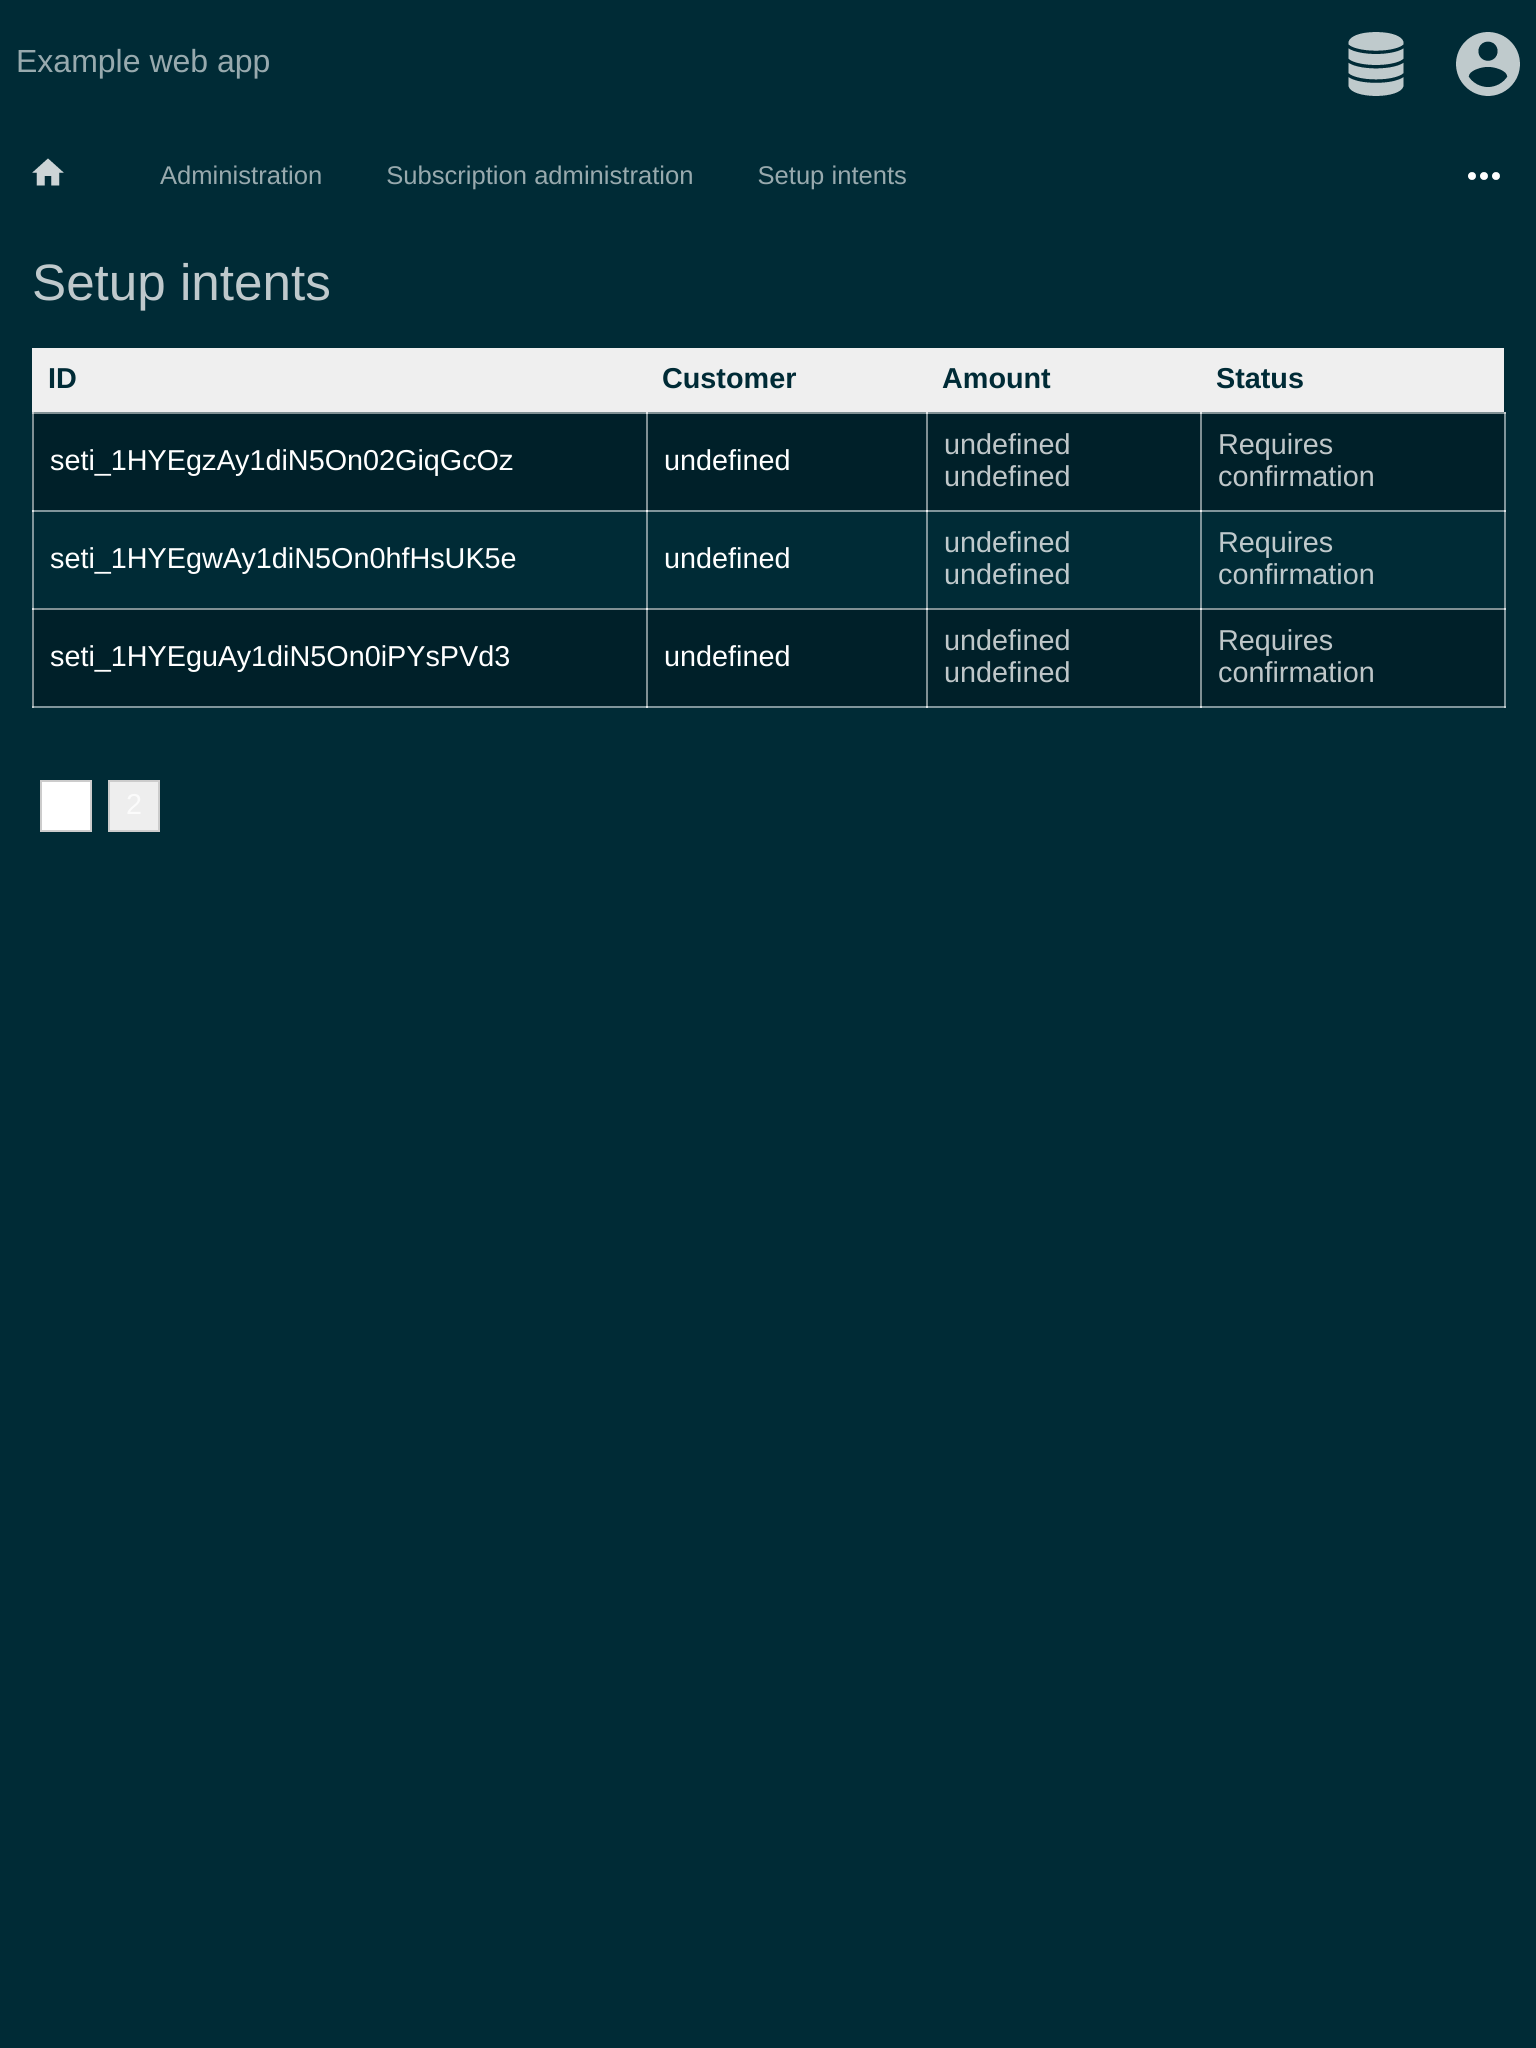 Example web app
Administration Subscription administration Setup intents
Setup intents
ID Customer Amount Status
seti_1HYEgzAy1diN5On02GiqGcOz undefined undefined undefined Requires confirmation
seti_1HYEgwAy1diN5On0hfHsUK5e undefined undefined undefined Requires confirmation
seti_1HYEguAy1diN5On0iPYsPVd3 undefined undefined undefined Requires confirmation
2